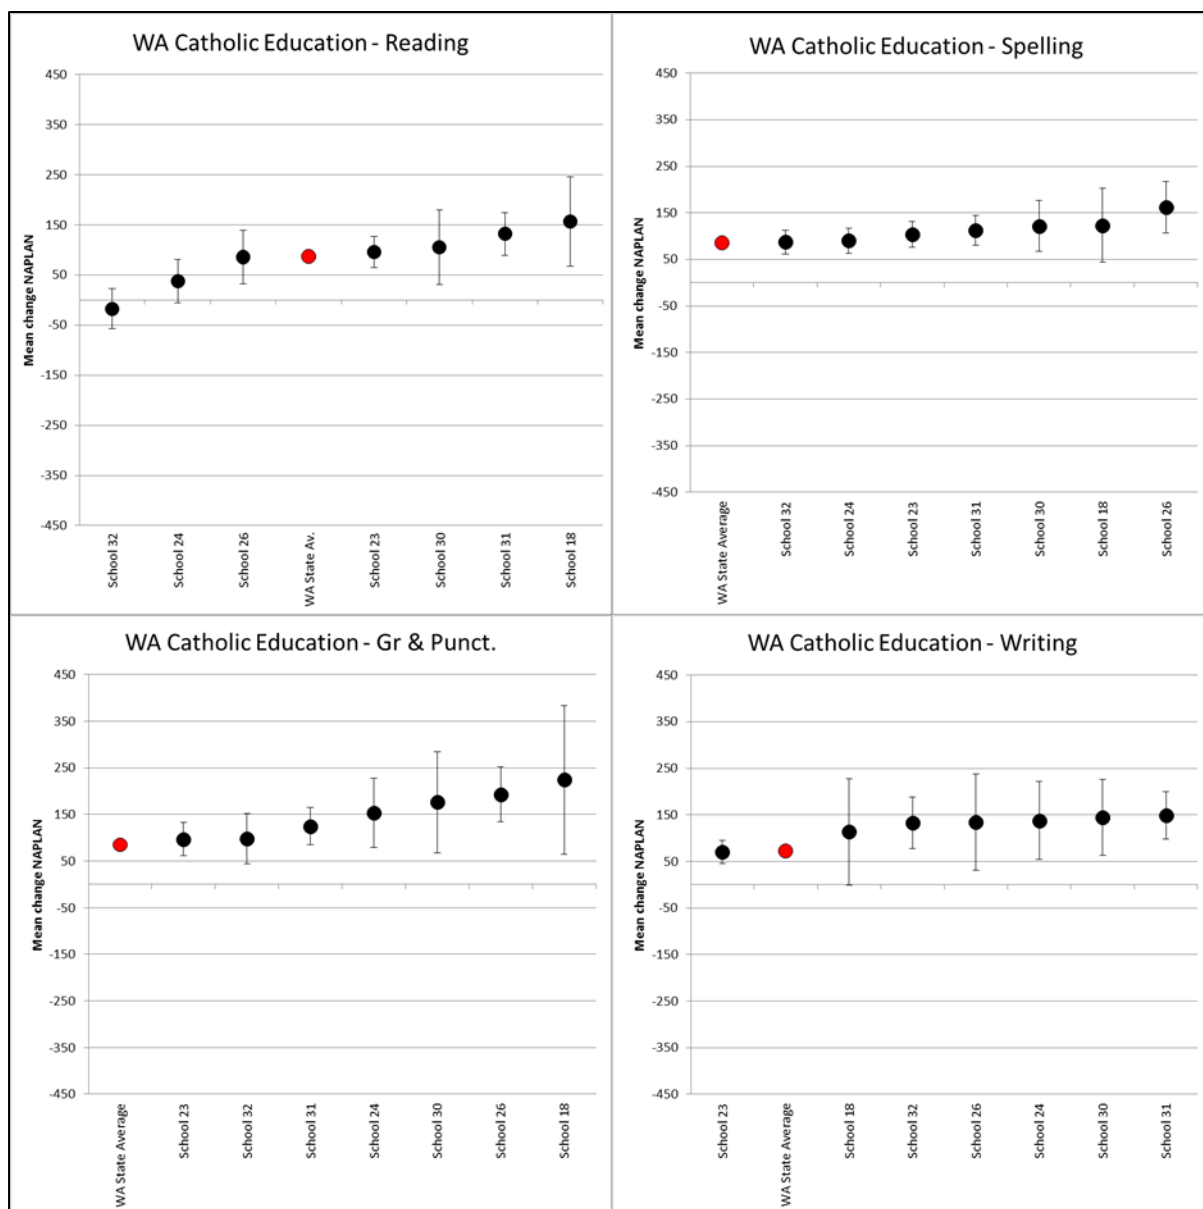 WA Catholic Education - Reading
Mean change NAPLAN
450
350
250
150
50
-50
-150
-250
-350
-450
School 32
School 24
School 26
WA State Av.
School 23
School 30
School 31
School 18
WA Catholic Education - Spelling
Mean change NAPLAN
450
350
250
150
50
-50
-150
-250
-350
-450
WA State Average
School 32
School 24
School 23
School 31
School 30
School 18
School 26
WA Catholic Education - Gr & Punct.
Mean change NAPLAN
450
350
250
150
50
-50
-150
-250
-350
-450
WA State Average
School 23
School 32
School 31
School 24
School 30
School 26
School 18
WA Catholic Education - Writing
Mean change NAPLAN
450
350
250
150
50
-50
-150
-250
-350
-450
School 23
WA State Average
School 18
School 32
School 26
School 24
School 30
School 31